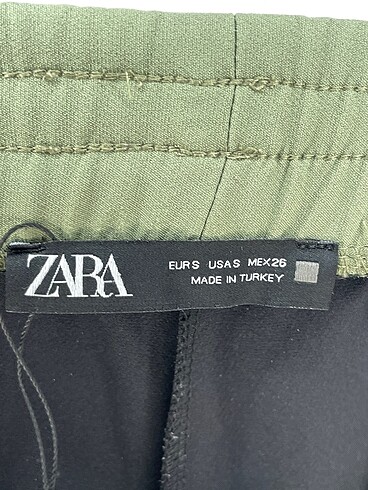 ZARA
EUR S USA S MEX 26
MADE IN TURKEY